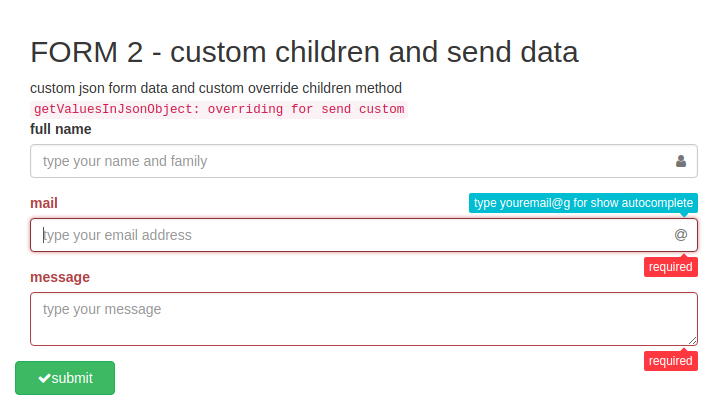 FORM 2 - custom children and send data
custom json form data and custom override children method
getValuesInJsonObject: overriding for send custom
full name
type your name and family
mail
type youremail@g for show autocomplete
type your email address
@
required
message
type your message
required
submit